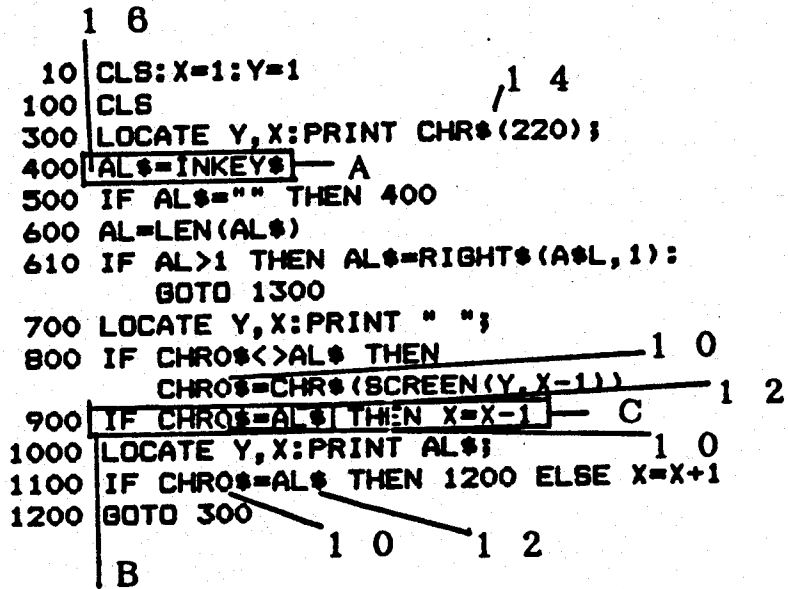 1 6
10 CLS:X=1:Y=1
1 4
100 CLS
300 LOCATE Y,X:PRINT CHR$(220);
400 AL$=INKEY$ A
500 IF AL$="" THEN 400
600 AL=LEN(AL$)
610 IF AL>1 THEN AL$=RIGHT$(A$L,1):
GOTO 1300
700 LOCATE Y,X:PRINT " ";
800 IF CHRO$<>AL$ THEN 1 0
CHRO$=CHR$(SCREEN(Y,X-1)) 1 2
900 IF CHRO$=AL$ THEN X=X-1 C
1000 LOCATE Y,X:PRINT AL$; 1 0
1100 IF CHRO$=AL$ THEN 1200 ELSE X=X+1
1200 GOTO 300
1 0 1 2
B